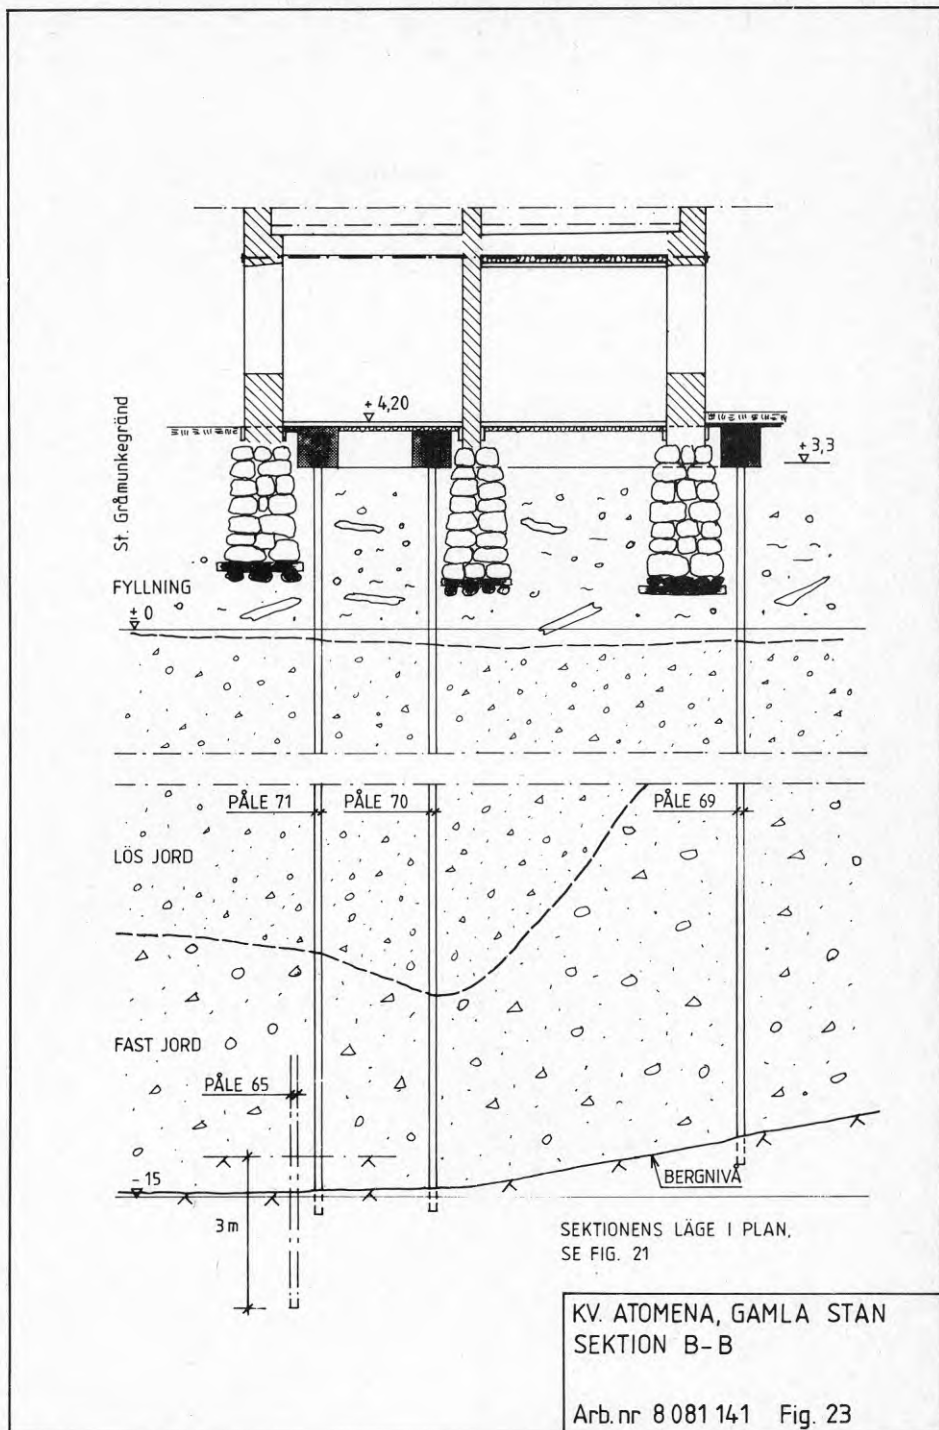 +4,20
St. Gråmunkegränd
+3,3
FYLLNING
± 0
PÅLE 71
PÅLE 70
PÅLE 69
LÖS JORD
FAST JORD
PÅLE 65
BERGNIVÅ
-15
3 m
SEKTIONENS LÄGE I PLAN,
SE FIG. 21
KV. ATOMENA, GAMLA STAN
SEKTION B-B
Arb. nr 8 081 141 Fig. 23